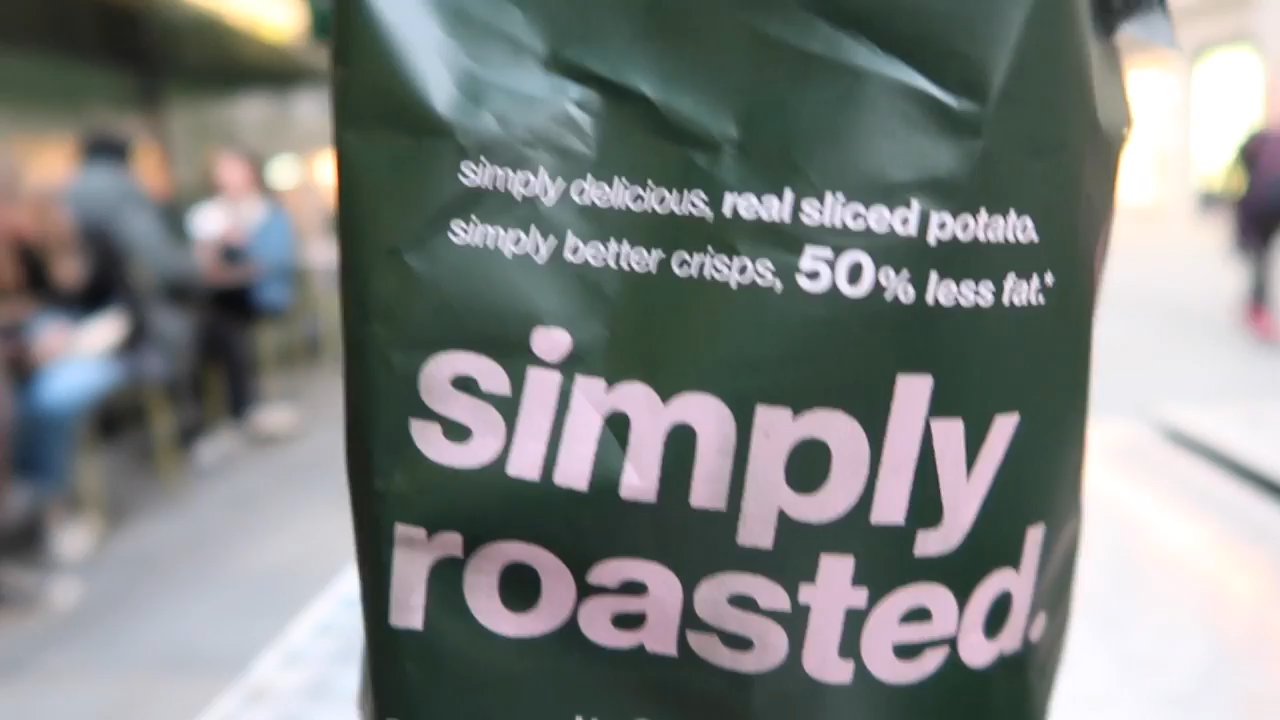 simply delicious, real sliced potato.
simply better crisps, 50% less fat.*
simply
roasted.